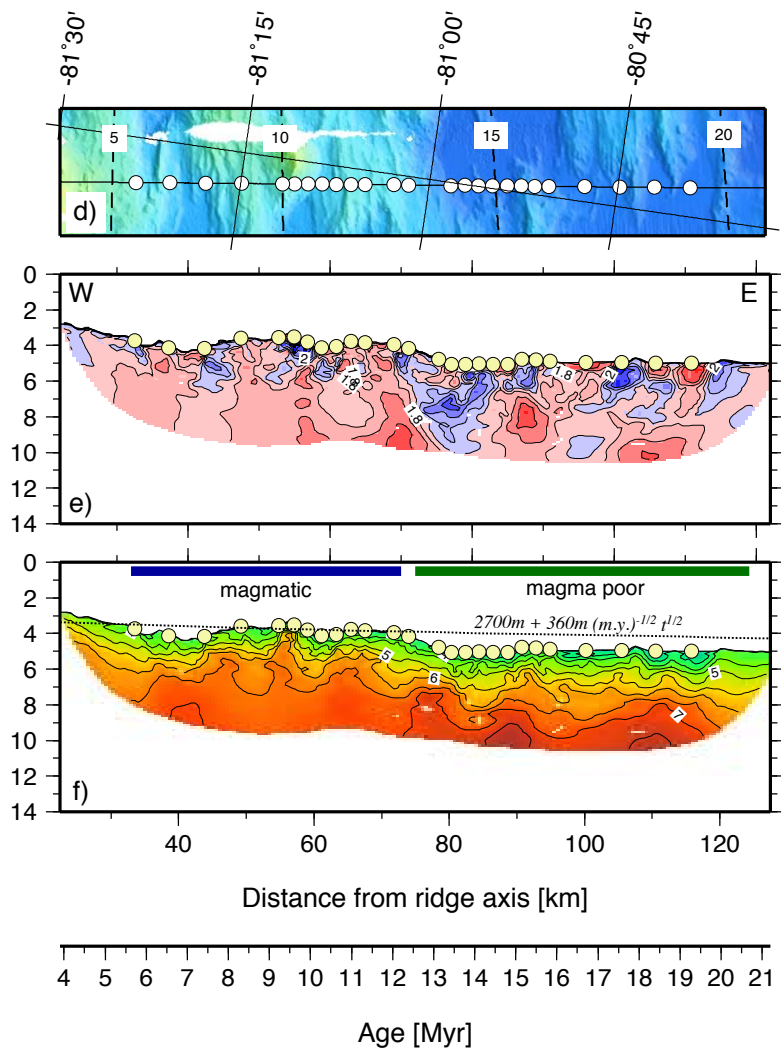 -81˚30' -81˚15' -81˚00' -80˚45'
5 10 15 20
d)
0
2
4
6
8
10
12
14
W E
2 1.8 1.8 1.8 1.8 2 2
e)
0
2
4
6
8
10
12
14
magmatic magma poor
2700m + 360m (m.y.)-1/2 t1/2
5 6 5 7
f)
40 60 80 100 120
Distance from ridge axis [km]
4 5 6 7 8 9 10 11 12 13 14 15 16 17 18 19 20 21
Age [Myr]